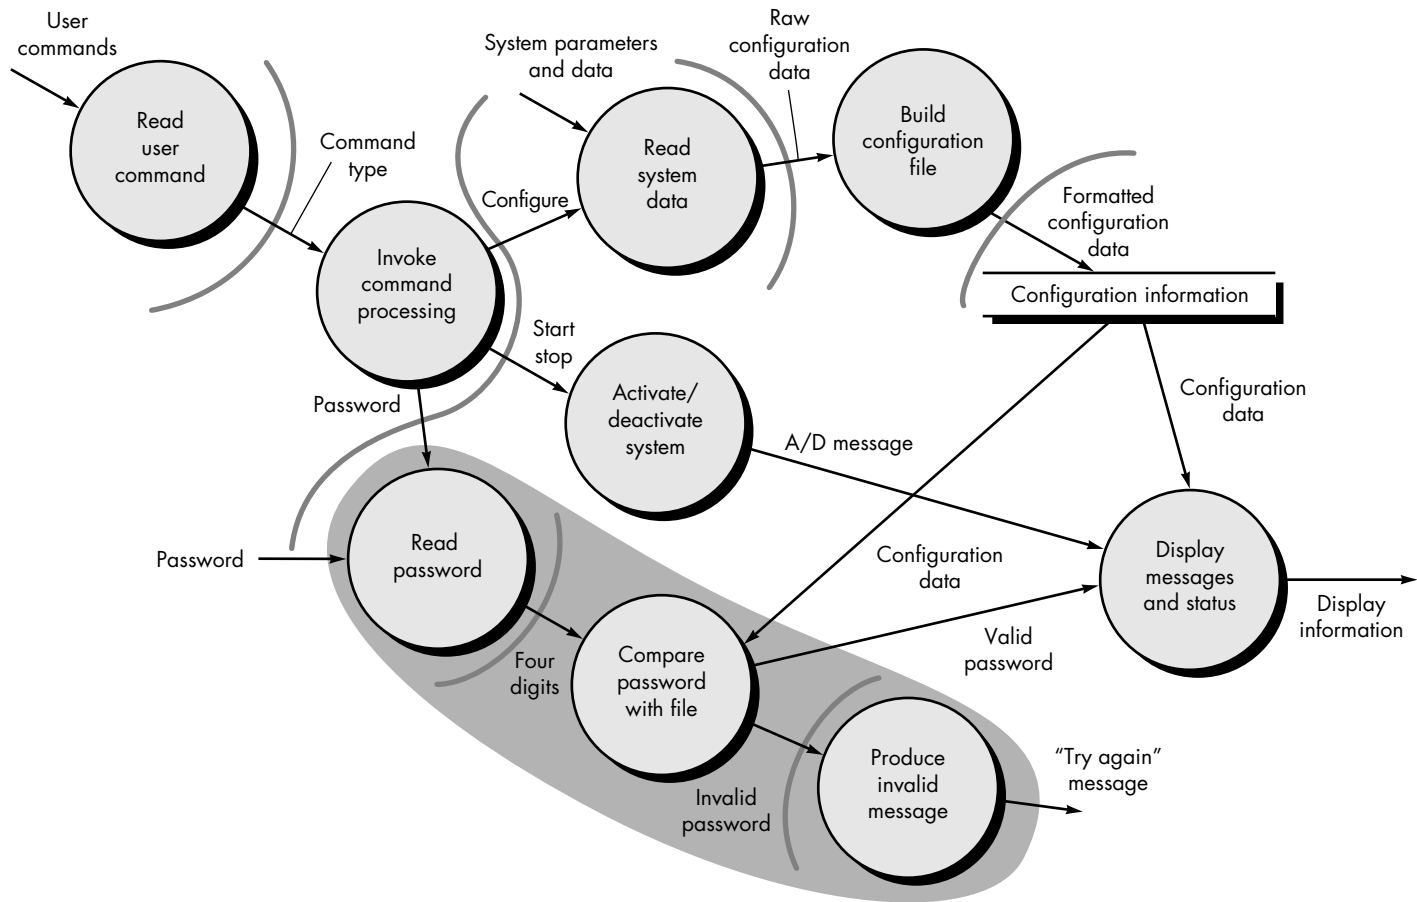 User
commands
Read
user
command
Command
type
Invoke
command
processing
System parameters
and data
Configure
Read
system
data
Raw
configuration
data
Build
configuration
file
Formatted
configuration
data
Configuration information
Start
stop
Activate/
deactivate
system
A/D message
Configuration
data
Password
Password
Read
password
Four
digits
Compare
password
with file
Configuration
data
Valid
password
Display
messages
and status
Display
information
Invalid
password
Produce
invalid
message
“Try again”
message